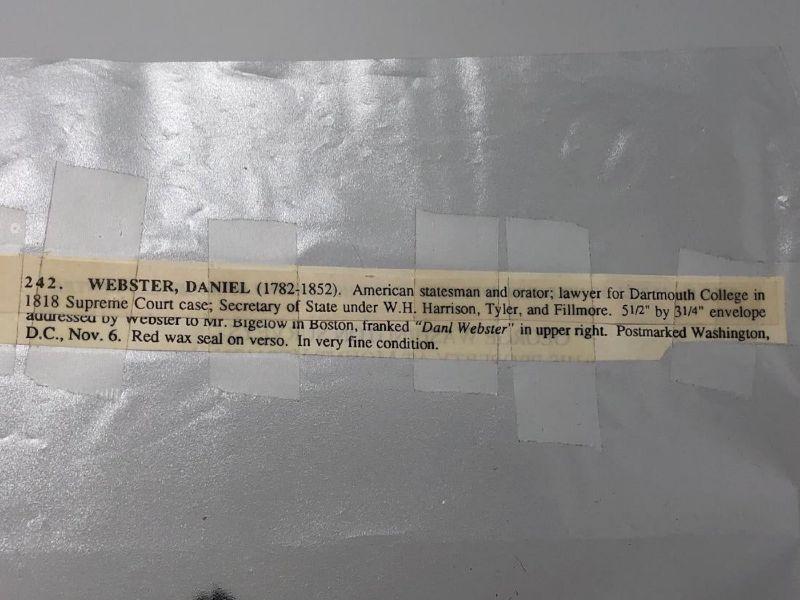 242. WEBSTER, DANIEL (1782-1852). American statesman and orator; lawyer for Dartmouth College in
1818 Supreme Court case; Secretary of State under W.H. Harrison, Tyler, and Fillmore. 51/2" by 31/4" envelope
addressed by Webster to Mr. Bigelow in Boston, franked "Danl Webster" in upper right. Postmarked Washington,
D.C., Nov. 6. Red wax seal on verso. In very fine condition.